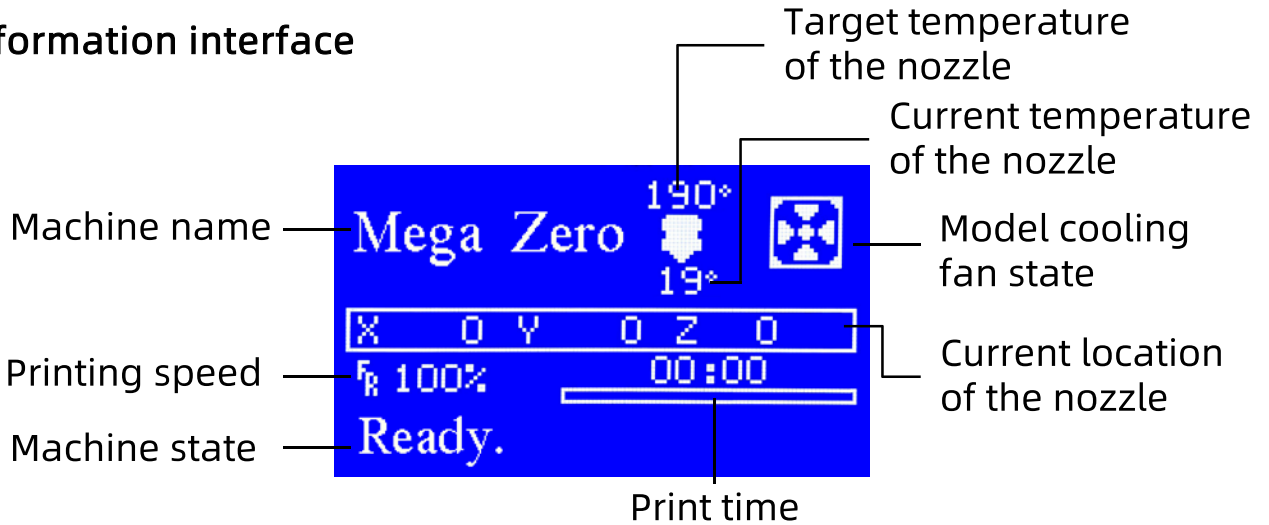 formation interface
Target temperature
of the nozzle
Current temperature
of the nozzle
Machine name
Mega Zero
190°
19°
Model cooling
fan state
X 0 Y 0 Z 0
Current location
of the nozzle
Printing speed
FR 100%
00:00
Machine state
Ready.
Print time